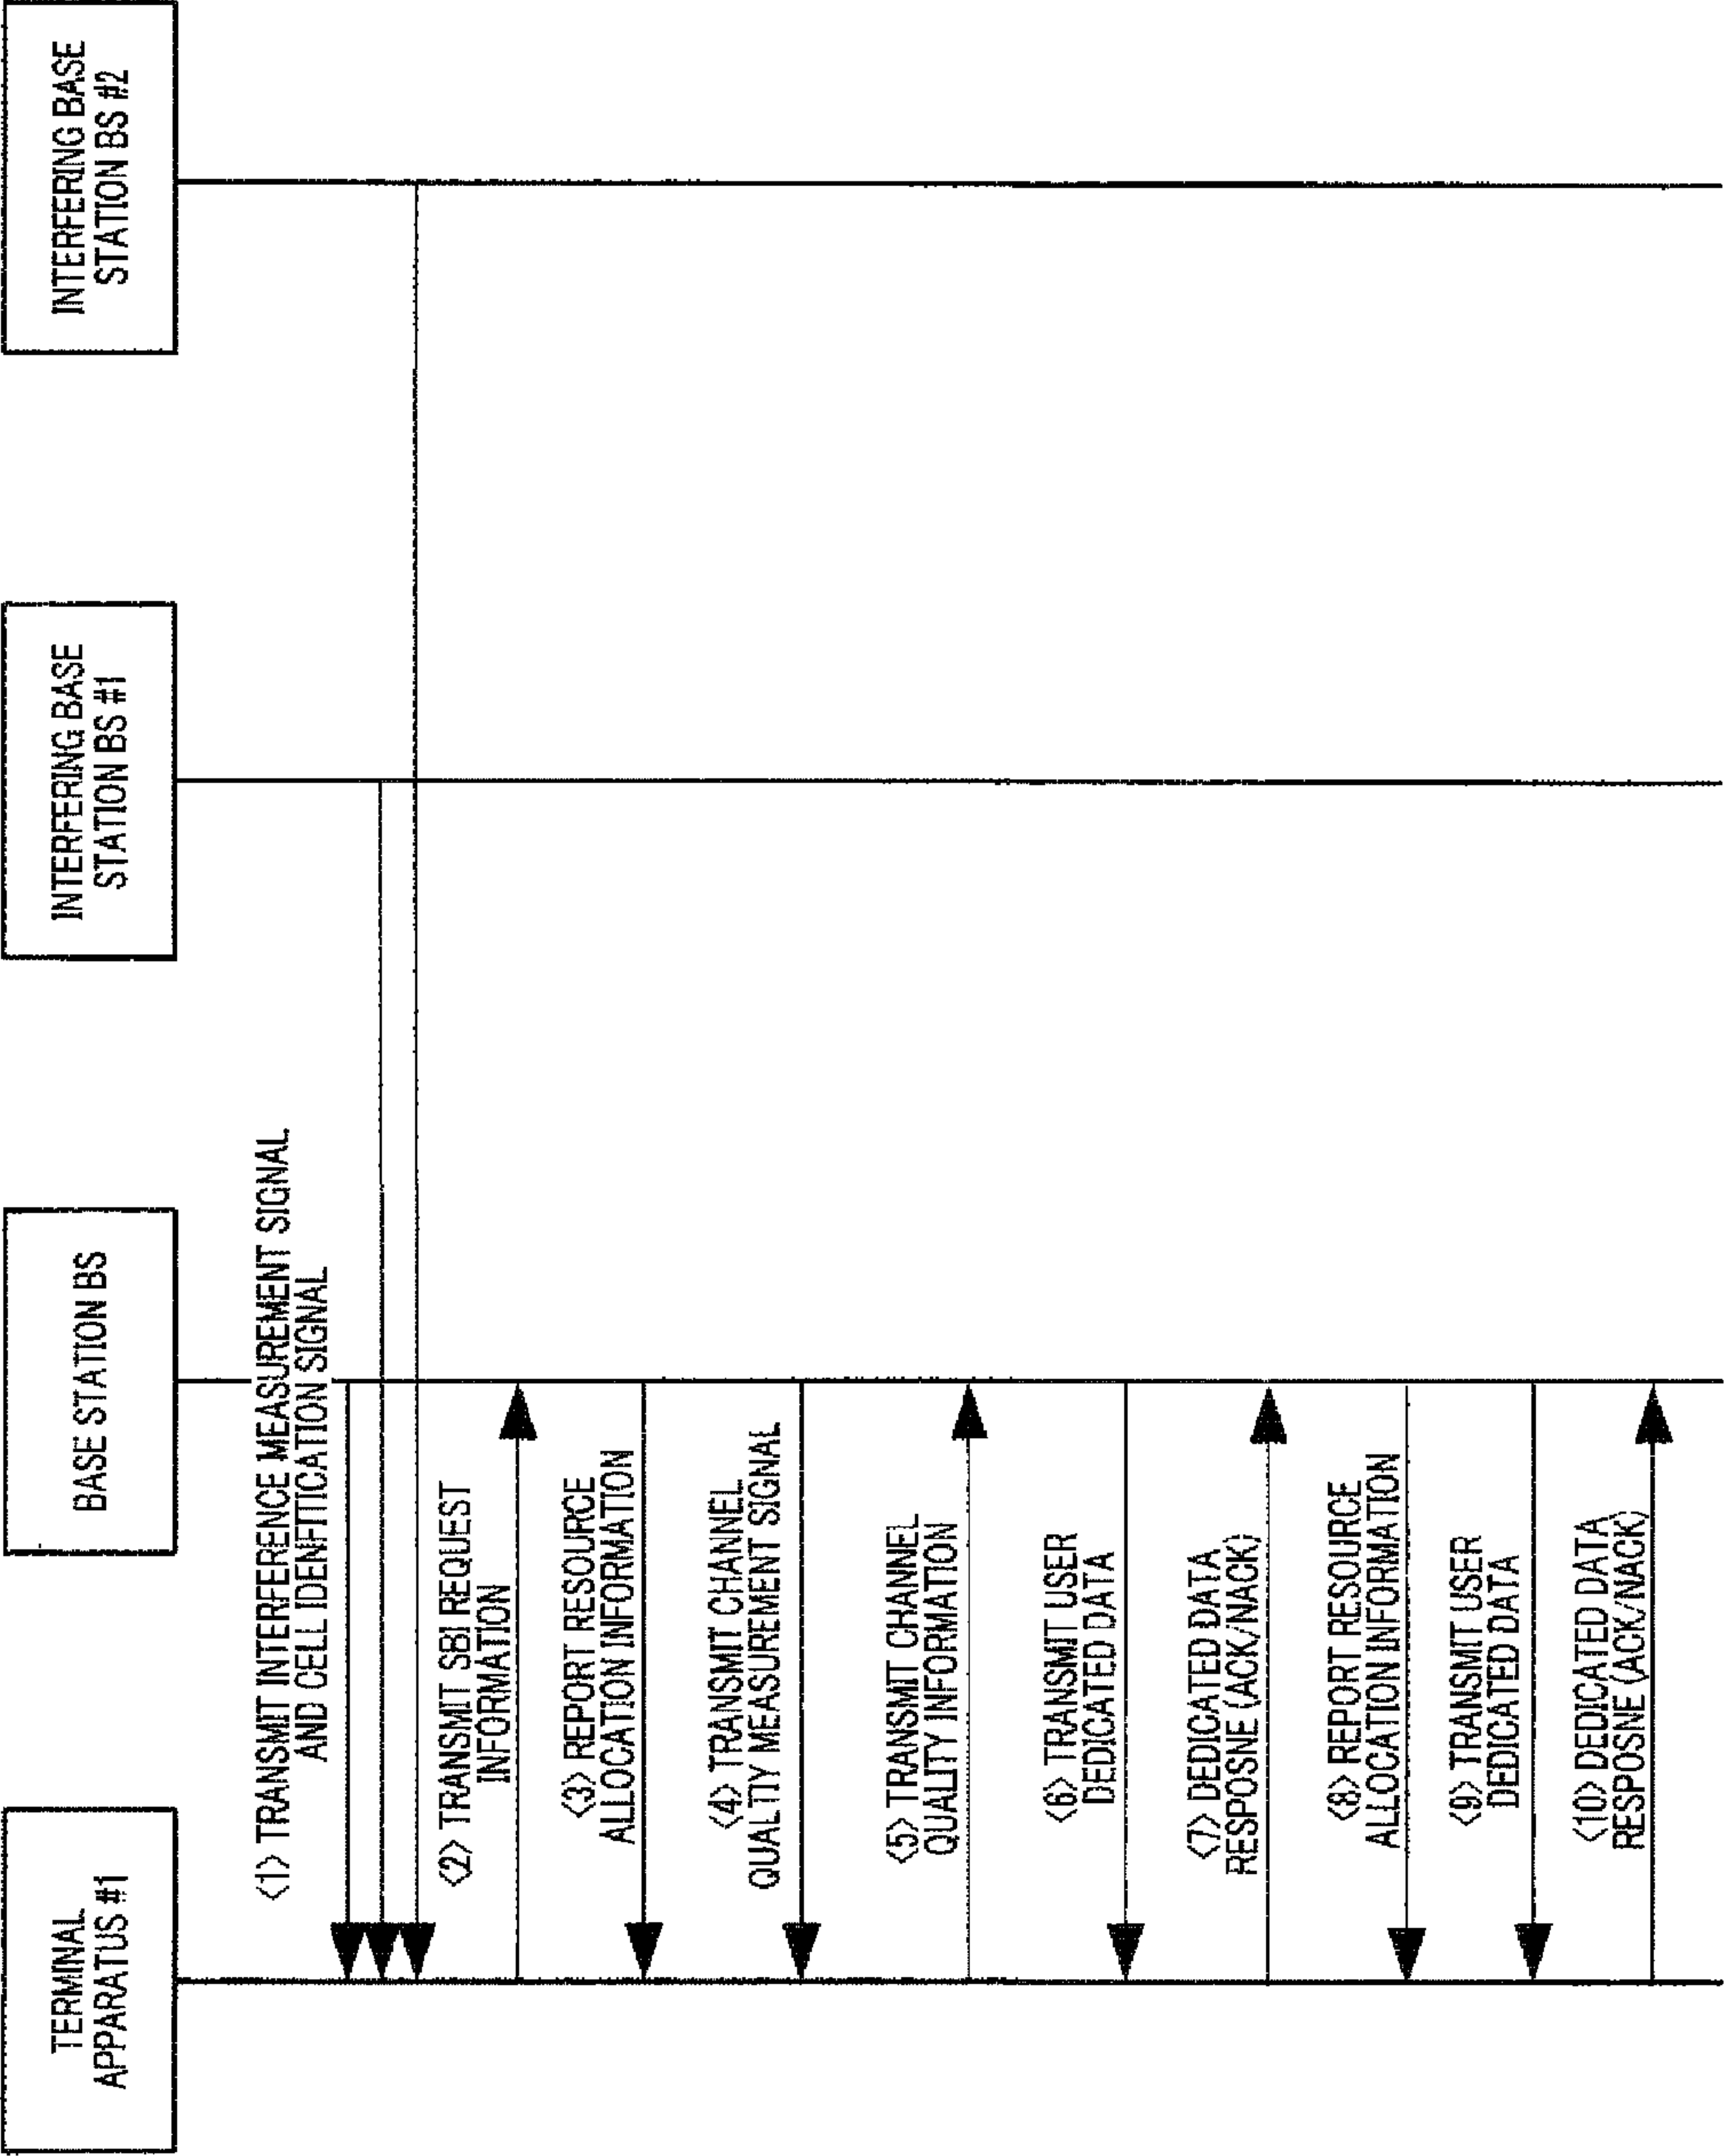 TERMINAL
APPARATUS #1
BASE STATION BS
INTERFERING BASE
STATION BS #1
INTERFERING BASE
STATION BS #2
<1> TRANSMIT INTERFERENCE MEASUREMENT SIGNAL
AND CELL IDENFITICATION SIGNAL
<2> TRANSMIT SBI REQUEST
INFORMATION
<3> REPORT RESOURCE
ALLOCATION INFORMATION
<4> TRANSMIT CHANNEL
QUALTIY MEASUREMENT SIGNAL
<5> TRANSMIT CHANNEL
QUALITY INFORMATION
<6> TRANSMIT USER
DEDICATED DATA
<7> DEDICATED DATA
RESPOSNE (ACK/NACK)
<8> REPORT RESOURCE
ALLOCATION INFORMATION
<9> TRANSMIT USER
DEDICATED DATA
<10> DEDICATED DATA
RESPOSNE (ACK/NACK)